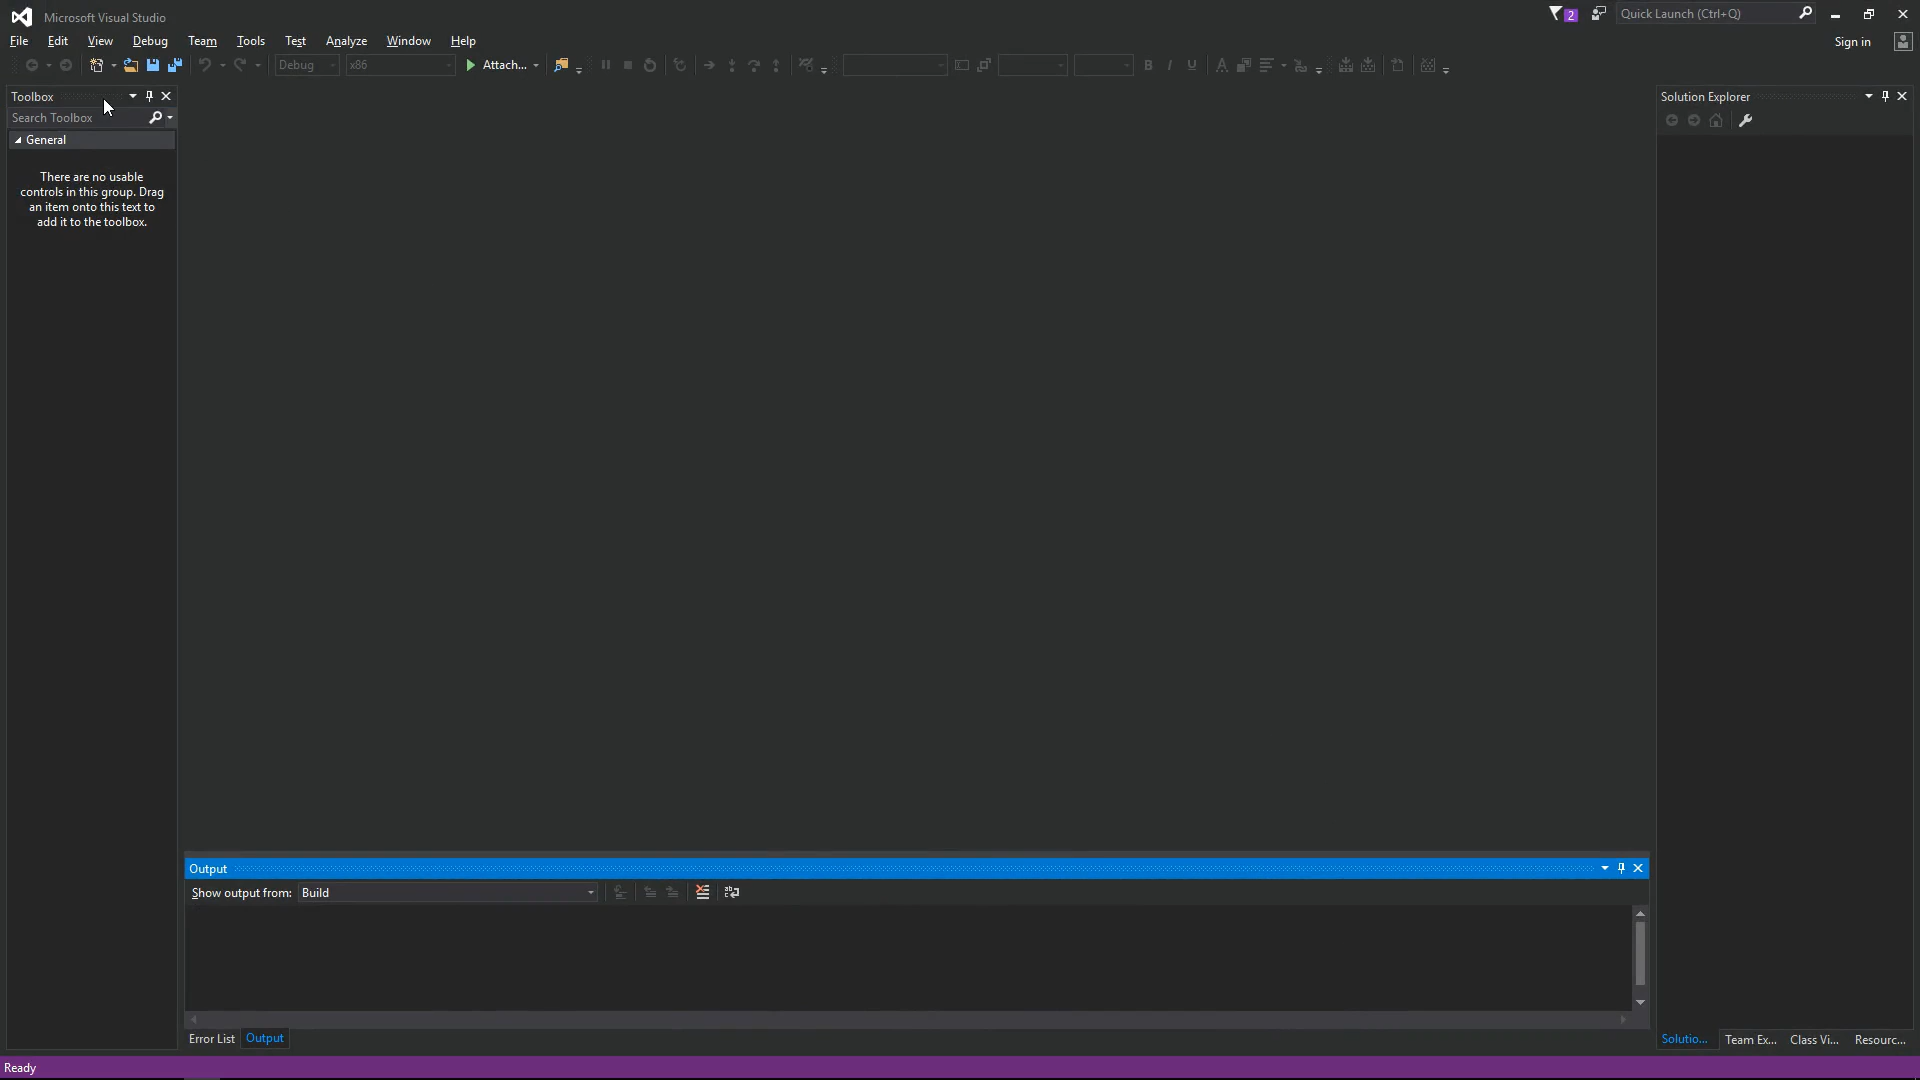 Microsoft Visual Studio
2
Quick Launch (Ctrl+Q)
File Edit View Debug Team Tools Test Analyze Window Help
Sign in
Debug x86 Attach... B I U A
Toolbox
Search Toolbox
General
There are no usable
controls in this group. Drag
an item onto this text to
add it to the toolbox.
Solution Explorer
Output
Show output from: Build
Error List Output
Solutio... Team Ex... Class Vi... Resourc...
Ready